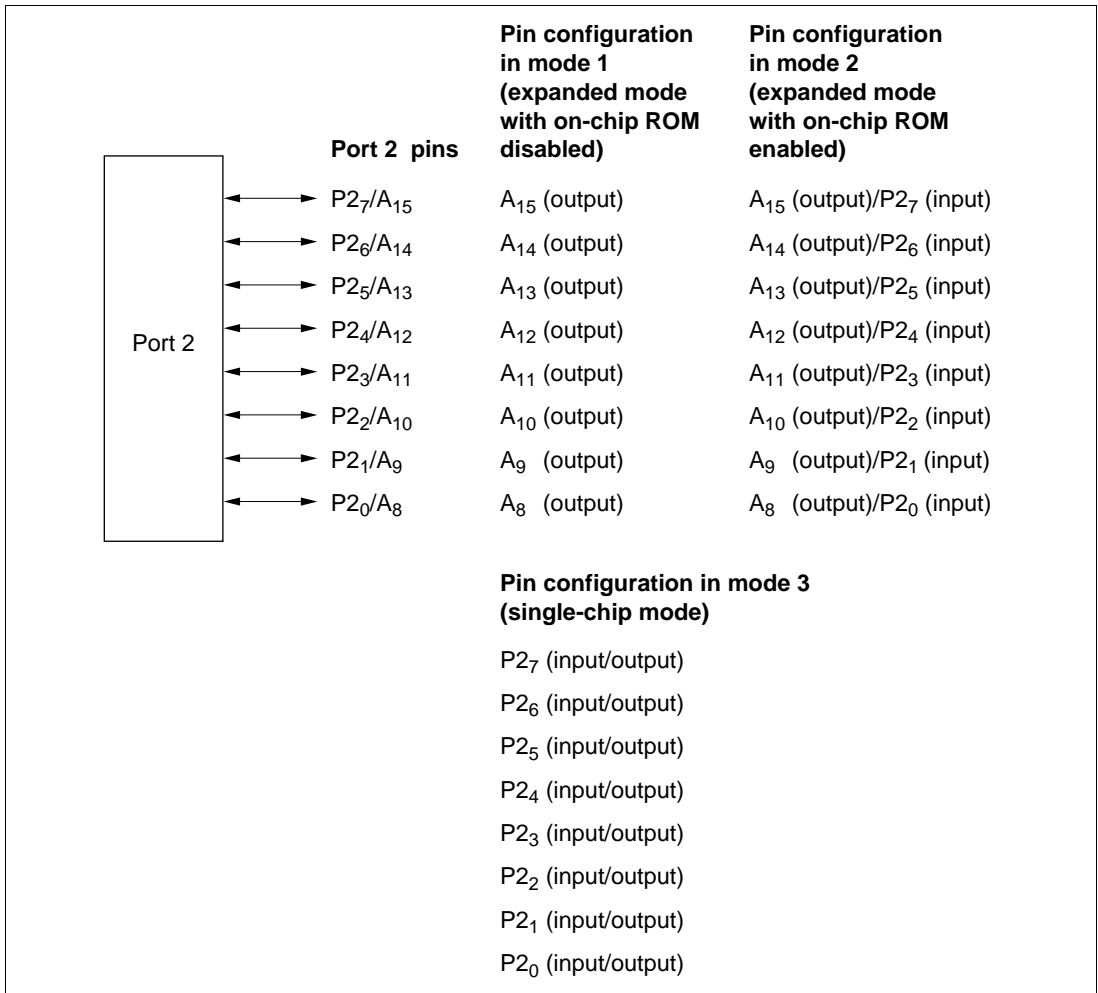 Pin configuration
in mode 1
(expanded mode
with on-chip ROM
disabled)
Pin configuration
in mode 2
(expanded mode
with on-chip ROM
enabled)
Port 2 pins
Port 2
P2₇/A₁₅ A₁₅ (output) A₁₅ (output)/P2₇ (input)
P2₆/A₁₄ A₁₄ (output) A₁₄ (output)/P2₆ (input)
P2₅/A₁₃ A₁₃ (output) A₁₃ (output)/P2₅ (input)
P2₄/A₁₂ A₁₂ (output) A₁₂ (output)/P2₄ (input)
P2₃/A₁₁ A₁₁ (output) A₁₁ (output)/P2₃ (input)
P2₂/A₁₀ A₁₀ (output) A₁₀ (output)/P2₂ (input)
P2₁/A₉ A₉ (output) A₉ (output)/P2₁ (input)
P2₀/A₈ A₈ (output) A₈ (output)/P2₀ (input)
Pin configuration in mode 3
(single-chip mode)
P2₇ (input/output)
P2₆ (input/output)
P2₅ (input/output)
P2₄ (input/output)
P2₃ (input/output)
P2₂ (input/output)
P2₁ (input/output)
P2₀ (input/output)